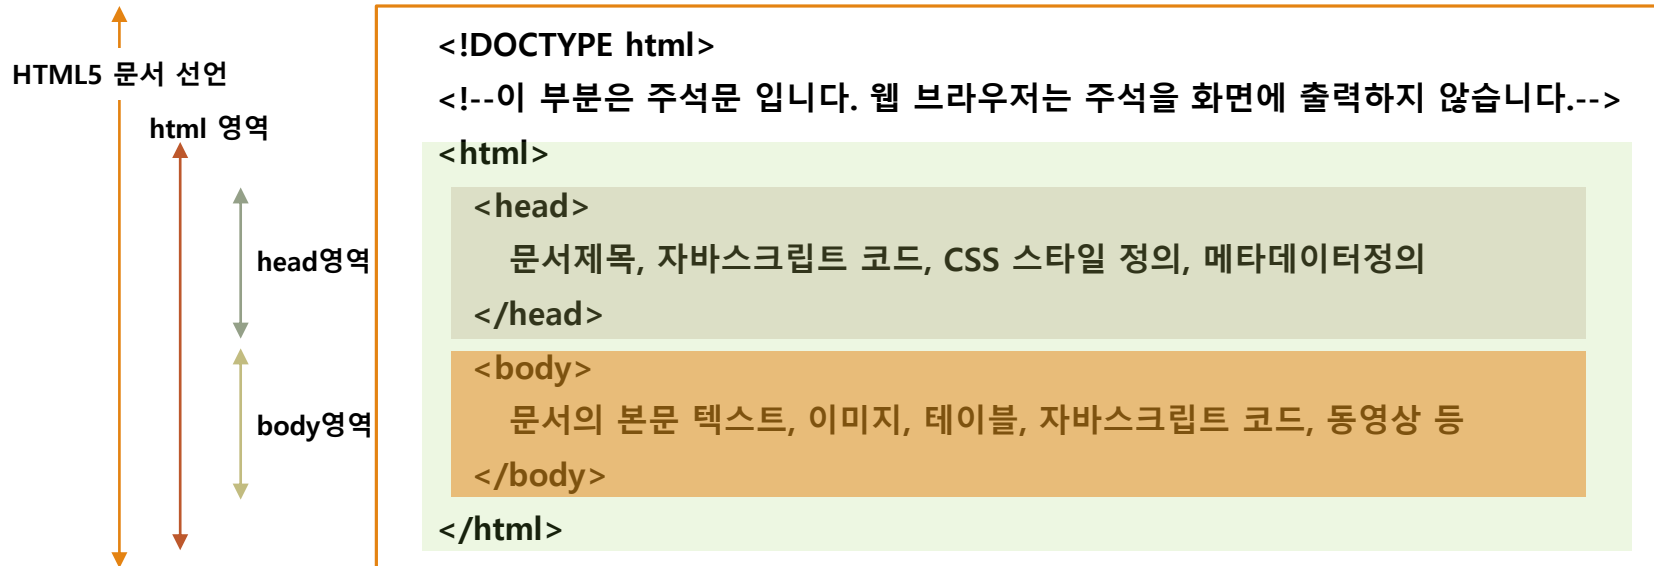 HTML5 문서 선언
html 영역
head영역
body영역
<!DOCTYPE html>
<!--이 부분은 주석문 입니다. 웹 브라우저는 주석을 화면에 출력하지 않습니다.-->
<html>
<head>
문서제목, 자바스크립트 코드, CSS 스타일 정의, 메타데이터정의
</head>
<body>
문서의 본문 텍스트, 이미지, 테이블, 자바스크립트 코드, 동영상 등
</body>
</html>